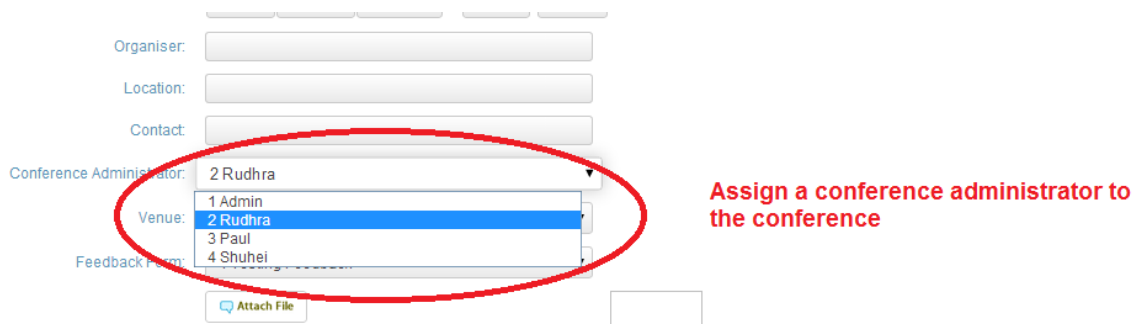 Organiser:
Location:
Contact:
Conference Administrator: 2 Rudhra
1 Admin
Venue: 2 Rudhra
3 Paul
4 Shuhei
Feedback Form:
Attach File
Assign a conference administrator to
the conference